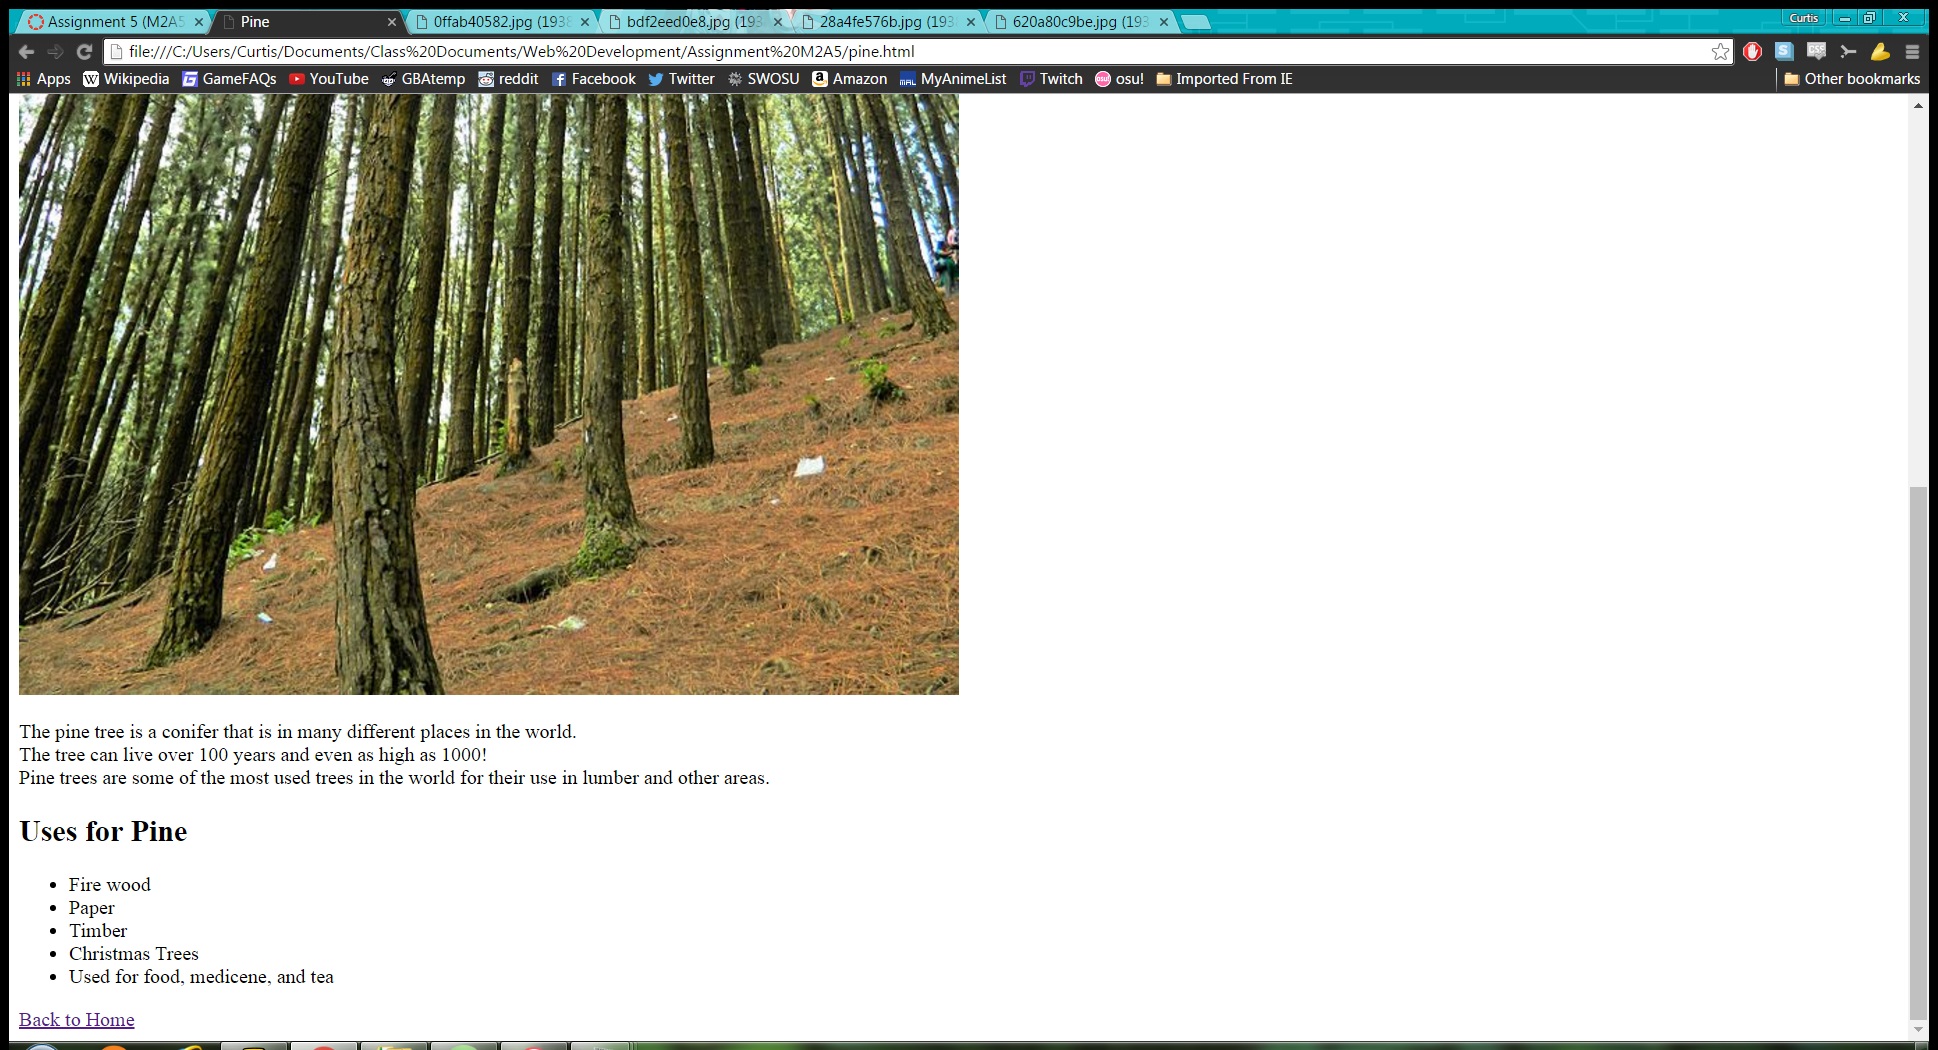 Assignment 5 (M2A5
Pine
0ffab40582.jpg (1938
bdf2eed0e8.jpg (193
28a4fe576b.jpg (193
620a80c9be.jpg (193
Curtis
file:///C:/Users/Curtis/Documents/Class%20Documents/Web%20Development/Assignment%20M2A5/pine.html
Apps Wikipedia GameFAQs YouTube GBAtemp reddit Facebook Twitter SWOSU Amazon MyAnimeList Twitch osu! Imported From IE Other bookmarks
The pine tree is a conifer that is in many different places in the world.
The tree can live over 100 years and even as high as 1000!
Pine trees are some of the most used trees in the world for their use in lumber and other areas.
Uses for Pine
Fire wood
Paper
Timber
Christmas Trees
Used for food, medicene, and tea
Back to Home